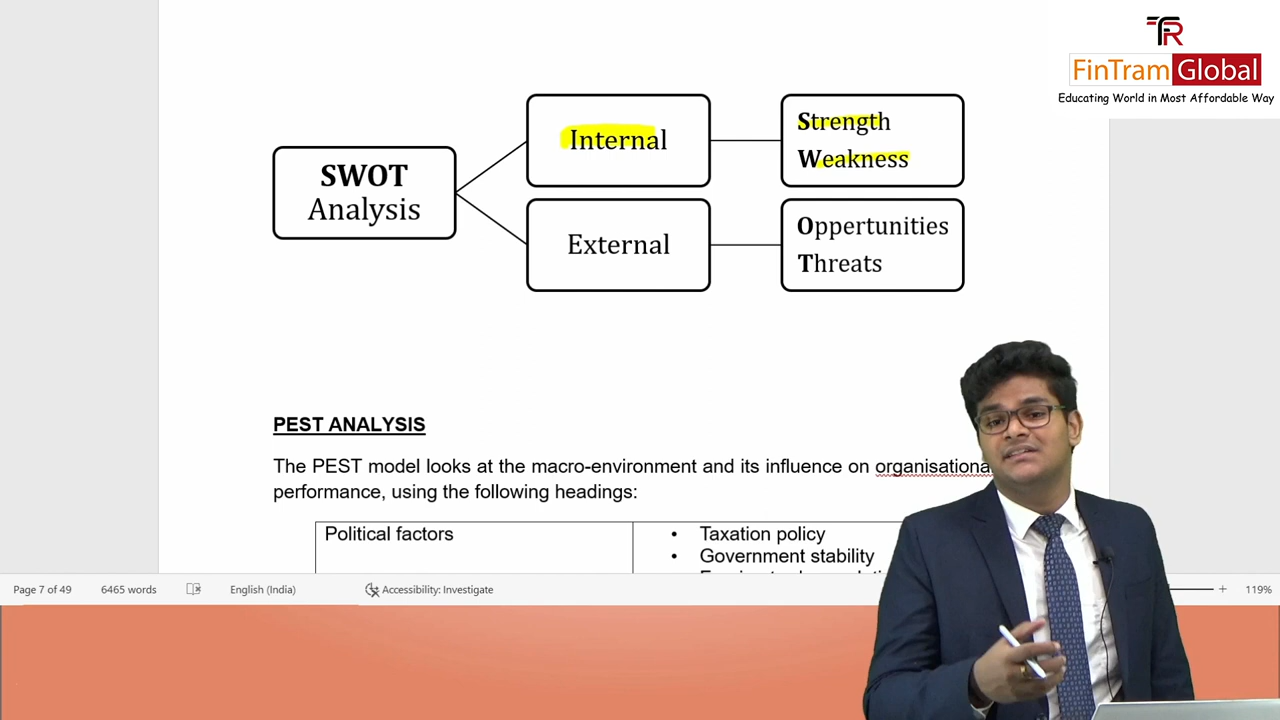 TR
FinTram Global
Educating World in Most Affordable Way
Internal
Strength
Weakness
SWOT
Analysis
External
Oppertunities
Threats
PEST ANALYSIS
The PEST model looks at the macro-environment and its influence on organisationa
performance, using the following headings:
Political factors
• Taxation policy
• Government stability
Page 7 of 49 6465 words English (India) Accessibility: Investigate + 119%